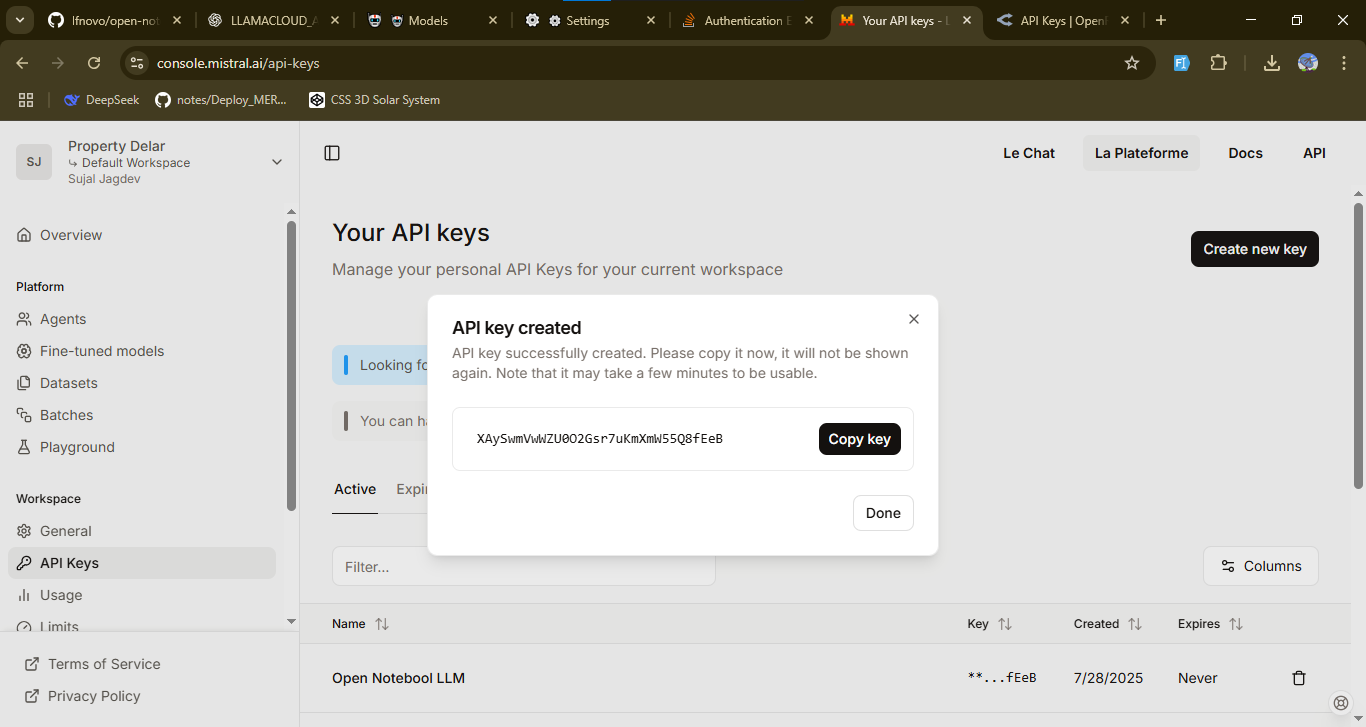 lfnovo/open-not
LLAMACLOUD_A
Models
Settings
Authentication E
Your API keys - L
API Keys | OpenR
console.mistral.ai/api-keys
DeepSeek
notes/Deploy_MER...
CSS 3D Solar System
SJ
Property Delar
Default Workspace
Sujal Jagdev
Le Chat
La Plateforme
Docs
API
Overview
Platform
Agents
Fine-tuned models
Datasets
Batches
Playground
Workspace
General
API Keys
Usage
Limits
Terms of Service
Privacy Policy
Your API keys
Manage your personal API Keys for your current workspace
Create new key
Looking fo
You can ha
API key created
API key successfully created. Please copy it now, it will not be shown
again. Note that it may take a few minutes to be usable.
XAySwmVwWZU0O2Gsr7uKmXmW55Q8fEeB
Copy key
Done
Active
Expir
Filter...
Columns
Name
Key
Created
Expires
Open Notebool LLM
**...fEeB
7/28/2025
Never